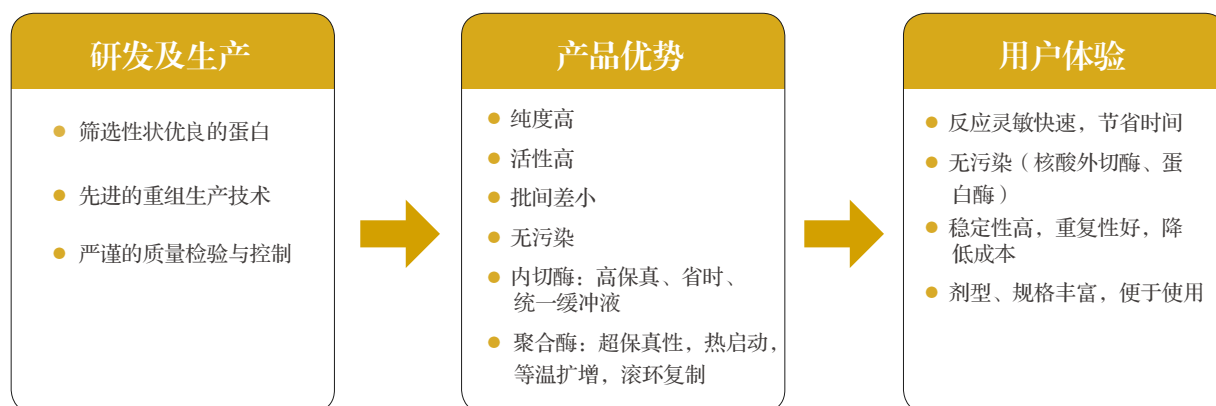 研发及生产
筛选性状优良的蛋白
先进的重组生产技术
严谨的质量检验与控制
产品优势
纯度高
活性高
批间差小
无污染
内切酶：高保真、省时、
统一缓冲液
聚合酶：超保真性，热启动，
等温扩增，滚环复制
用户体验
反应灵敏快速，节省时间
无污染（核酸外切酶、蛋
白酶）
稳定性高，重复性好，降
低成本
剂型、规格丰富，便于使用